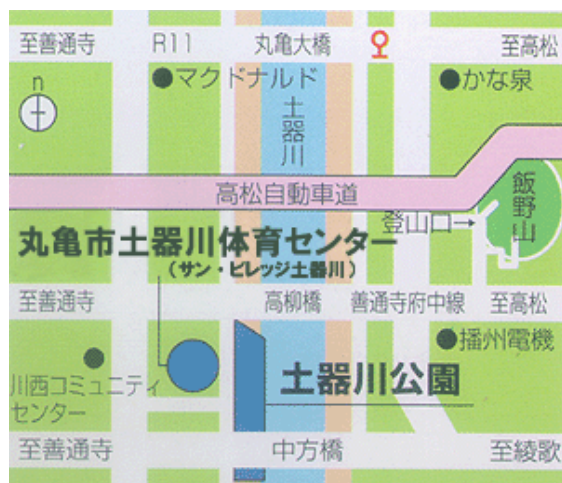 至善通寺 R11 丸亀大橋 至高松
マクドナルド
かな泉
n
土器川
高松自動車道
飯野山
登山口→
丸亀市土器川体育センター
(サン・ビレッジ土器川)
至善通寺 高柳橋 善通寺府中線 至高松
播州電機
土器川公園
川西コミュニティ
センター
至善通寺 中方橋 至綾歌